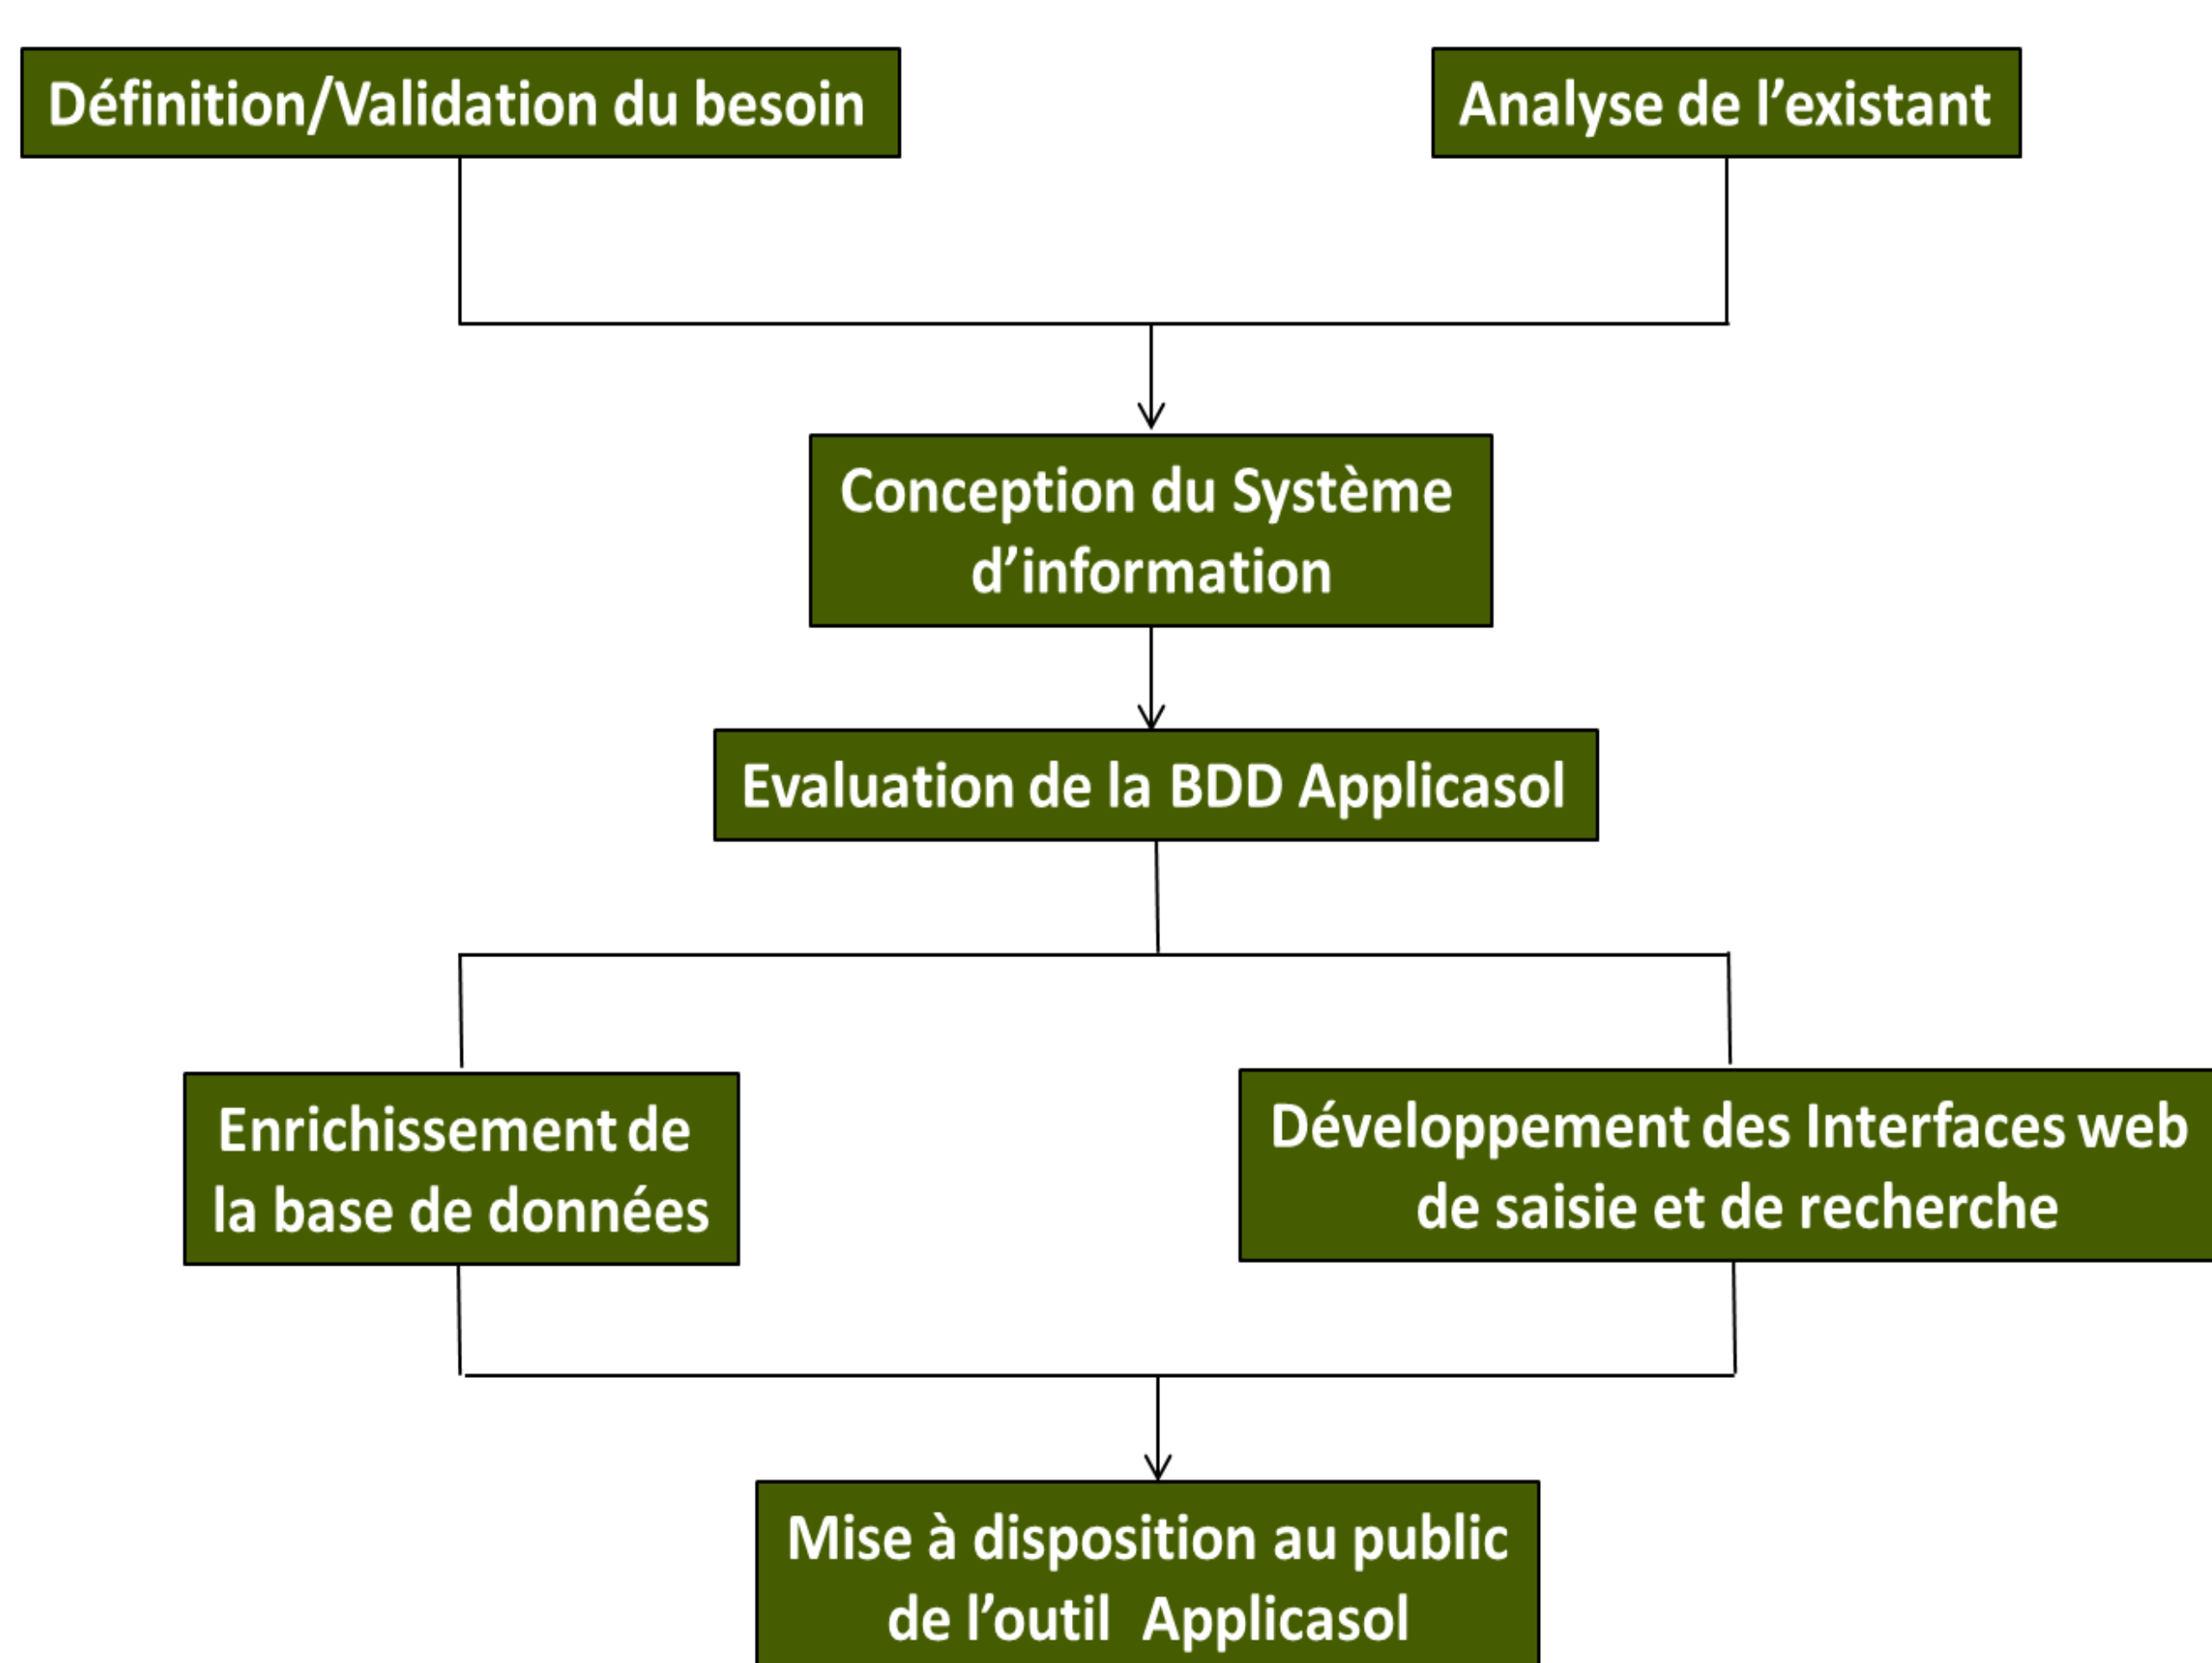 Définition/Validation du besoin
Analyse de l’existant
Conception du Système
d’information
Evaluation de la BDD Applicasol
Enrichissement de
la base de données
Développement des Interfaces web
de saisie et de recherche
Mise à disposition au public
de l’outil Applicasol